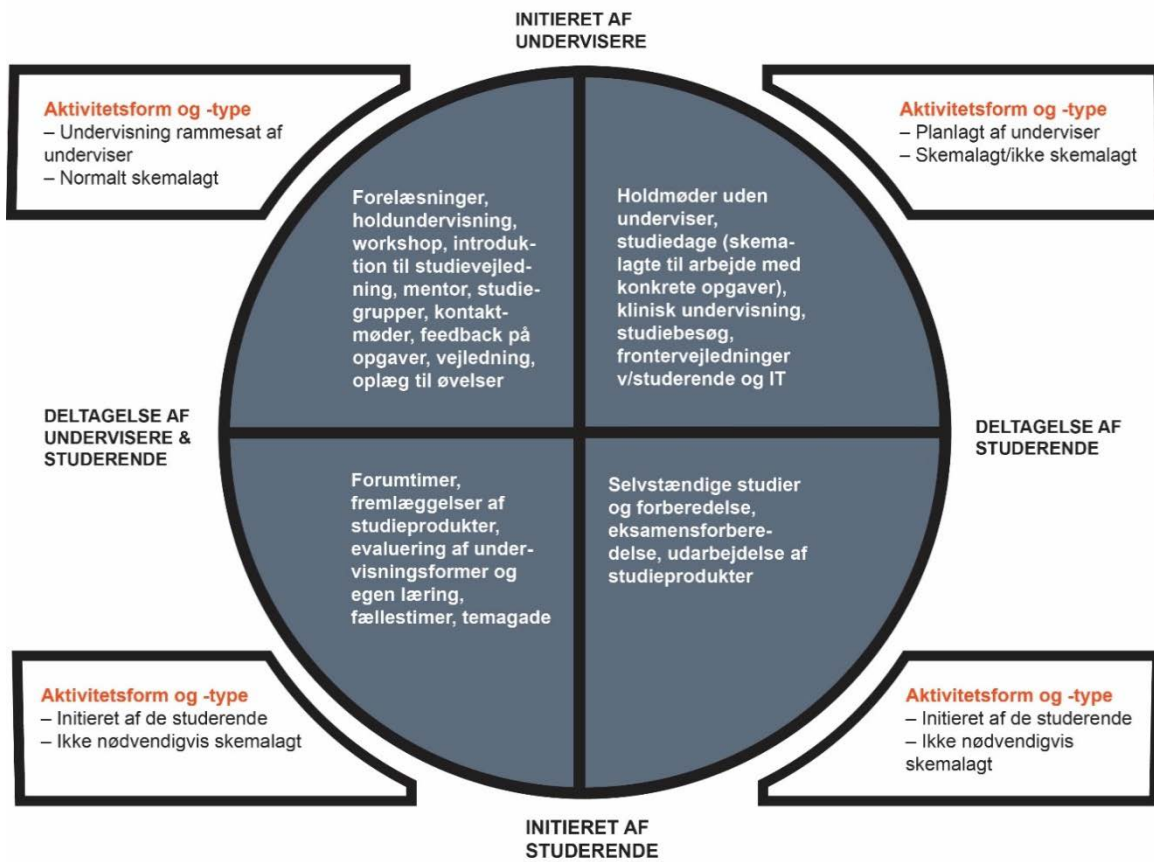 INITIERET AF
UNDERVISERE
Aktivitetsform og -type
– Undervisning rammesat af
underviser
– Normalt skemalagt
Aktivitetsform og -type
– Planlagt af underviser
– Skemalagt/ikke skemalagt
Forelæsninger,
holdundervisning,
workshop, introduk-
tion til studievejled-
ning, mentor, studie-
grupper, kontakt-
møder, feedback på
opgaver, vejledning,
oplæg til øvelser
Holdmøder uden
underviser,
studiedage (skema-
lagte til arbejde med
konkrete opgaver),
klinisk undervisning,
studiebesøg,
frontervejledninger
v/studerende og IT
DELTAGELSE AF
UNDERVISERE &
STUDERENDE
DELTAGELSE AF
STUDERENDE
Forumtimer,
fremlæggelser af
studieprodukter,
evaluering af under-
visningsformer og
egen læring,
fællestimer, temagade
Selvstændige studier
og forberedelse,
eksamensforbere-
delse, udarbejdelse af
studieprodukter
Aktivitetsform og -type
– Initieret af de studerende
– Ikke nødvendigvis skemalagt
Aktivitetsform og -type
– Initieret af de studerende
– Ikke nødvendigvis
skemalagt
INITIERET AF
STUDERENDE